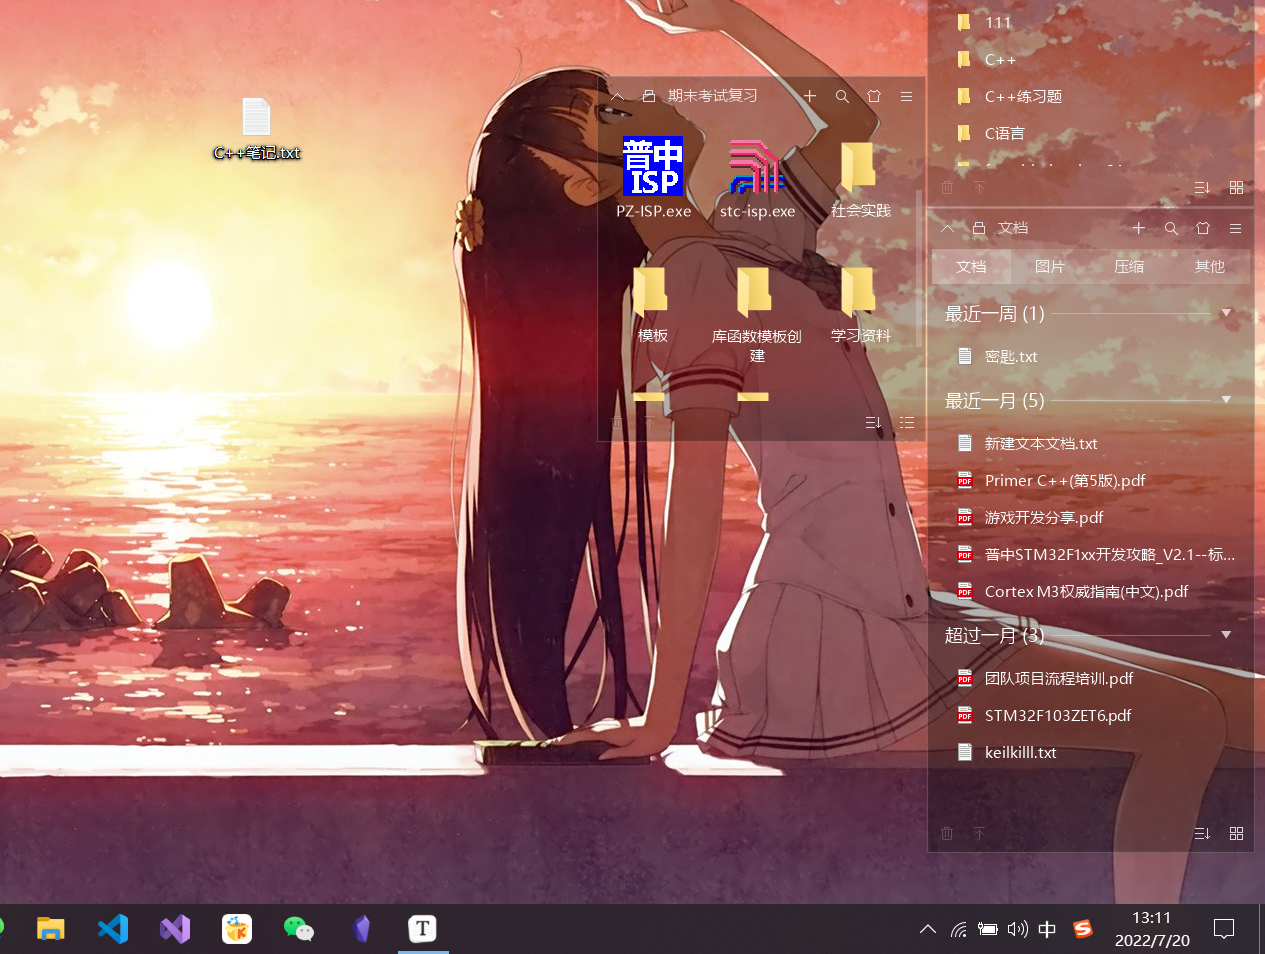 C++笔记.txt
期末考试复习
普中
ISP
PZ-ISP.exe
stc-isp.exe
社会实践
模板
库函数模板创
建
学习资料
111
C++
C++练习题
C语言
文档
文档 图片 压缩 其他
最近一周 (1)
密匙.txt
最近一月 (5)
新建文本文档.txt
Primer C++(第5版).pdf
游戏开发分享.pdf
普中STM32F1xx开发攻略_V2.1--标...
Cortex M3权威指南(中文).pdf
超过一月 (3)
团队项目流程培训.pdf
STM32F103ZET6.pdf
keilkilll.txt
T
中
S
13:11
2022/7/20